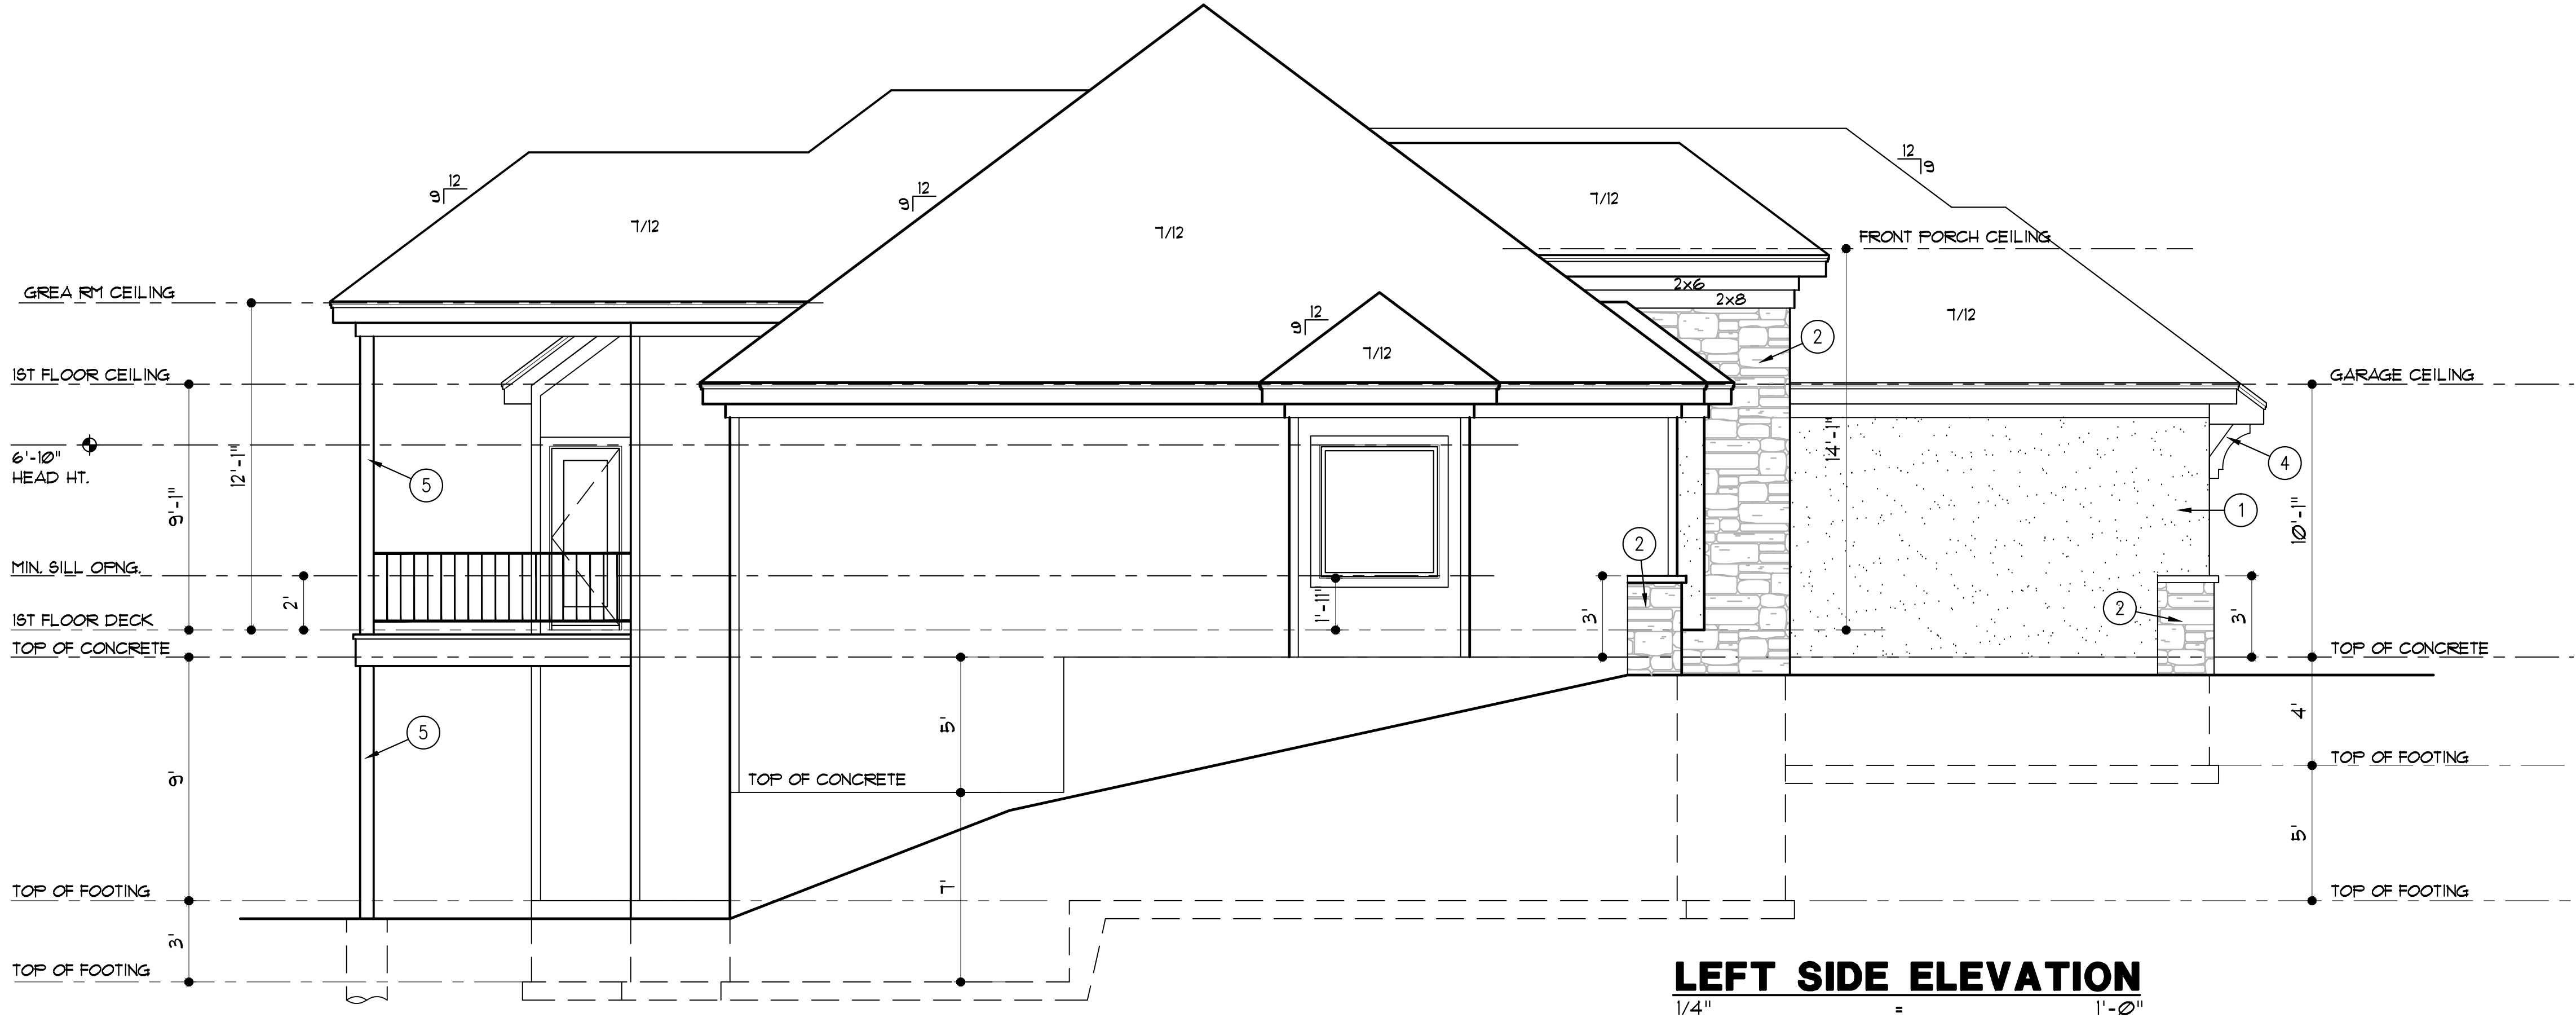 12
9
12
9
12
9
7/12
7/12
7/12
FRONT PORCH CEILING
GREA RM CEILING
2x6
2x8
7/12
12
9
7/12
2
1ST FLOOR CEILING
GARAGE CEILING
6'-10"
HEAD HT.
12'-1"
9'-1"
5
14'-1"
4
1
10'-1"
2
MIN. SILL OPNG.
2'
1'-11"
3'
2
3'
1ST FLOOR DECK
TOP OF CONCRETE
TOP OF CONCRETE
5
5'
4'
9'
TOP OF CONCRETE
TOP OF FOOTING
5'
7'
TOP OF FOOTING
TOP OF FOOTING
3'
TOP OF FOOTING
LEFT SIDE ELEVATION
1/4" = 1'-0"